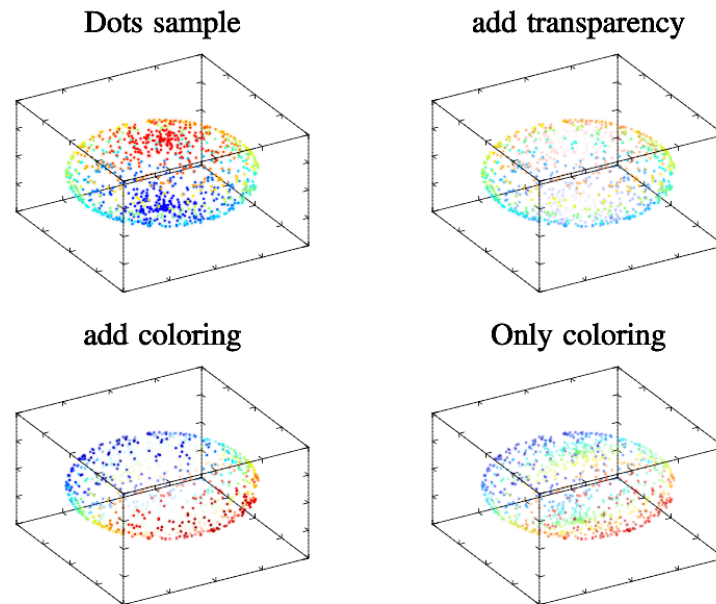 Dots sample
add transparency
add coloring
Only coloring